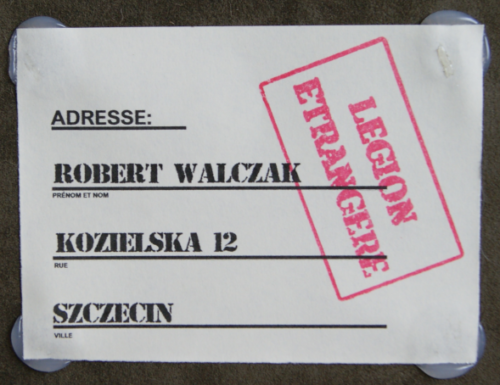 ADRESSE:
ROBERT WALCZAK
PRÉNOM ET NOM
KOZIELSKA 12
RUE
SZCZECIN
VILLE
LEGION
ETRANGERE